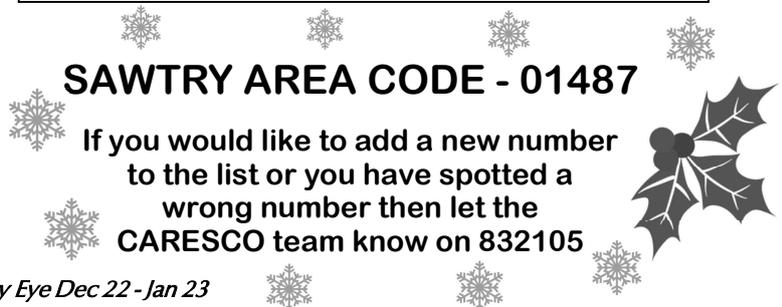 SAWTRY AREA CODE - 01487
If you would like to add a new number
to the list or you have spotted a
wrong number then let the
CARESCO team know on 832105
Eye Dec 22 - Jan 23